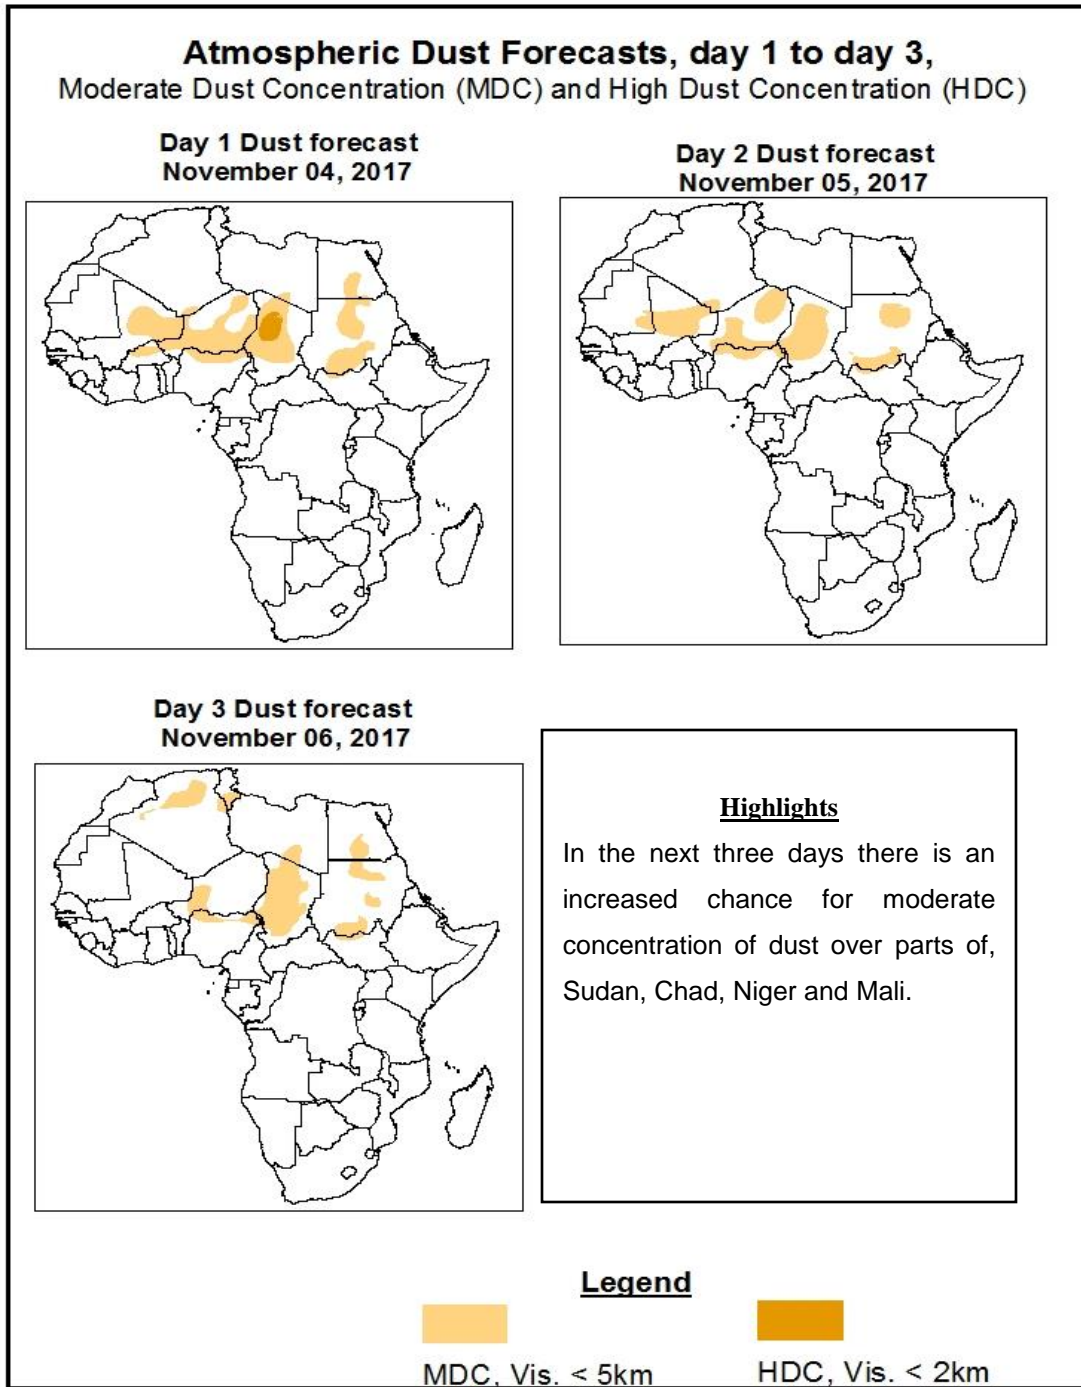 Atmospheric Dust Forecasts, day 1 to day 3,
Moderate Dust Concentration (MDC) and High Dust Concentration (HDC)
Day 1 Dust forecast
November 04, 2017
Day 2 Dust forecast
November 05, 2017
Day 3 Dust forecast
November 06, 2017
Highlights
In the next three days there is an
increased chance for moderate
concentration of dust over parts of,
Sudan, Chad, Niger and Mali.
Legend
MDC, Vis. < 5km
HDC, Vis. < 2km